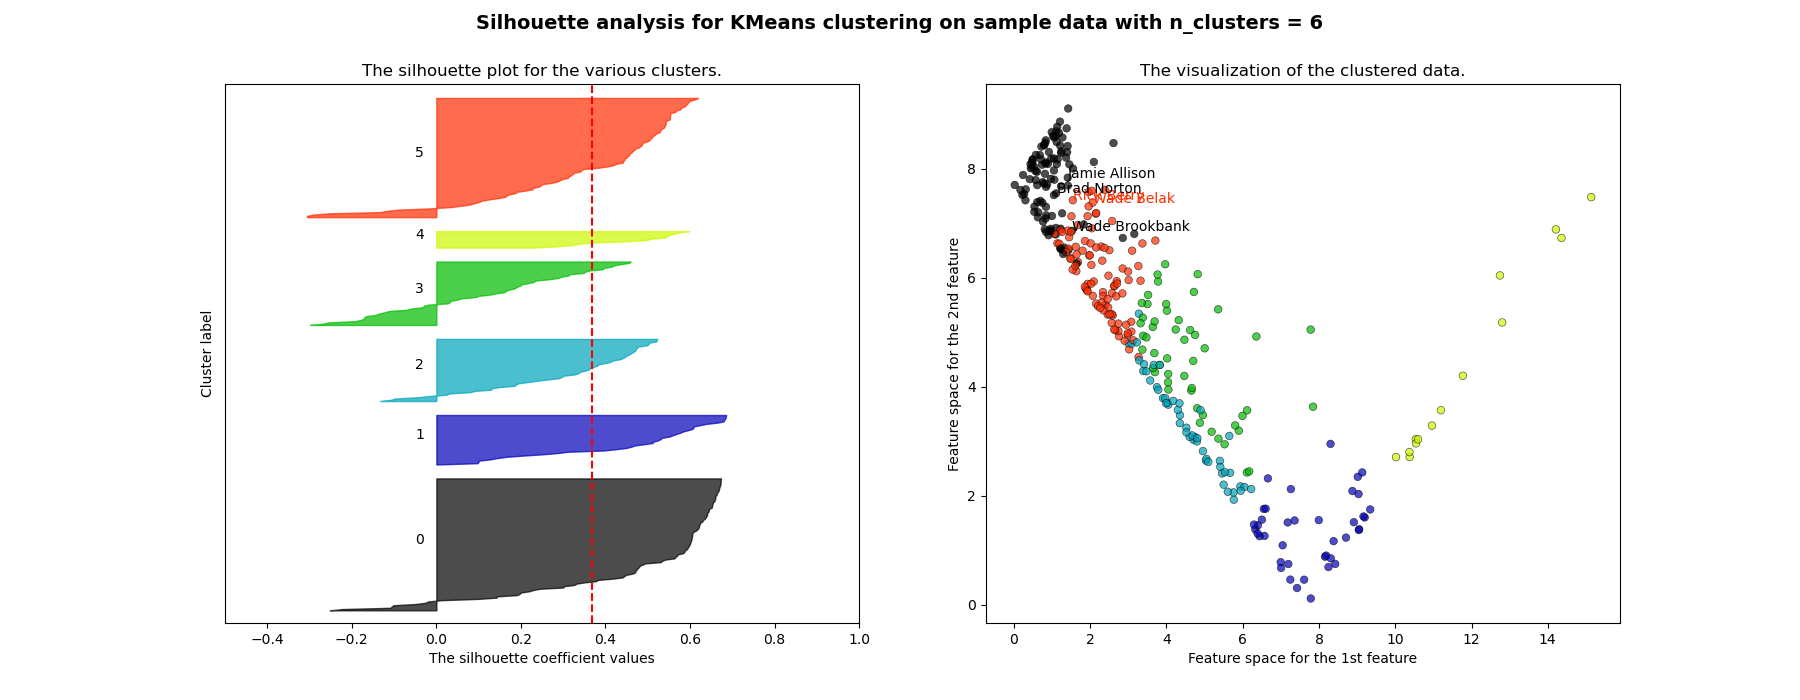 Silhouette analysis for KMeans clustering on sample data with n_clusters = 6
The silhouette plot for the various clusters.
Cluster label
5
4
3
2
1
0
−0.4 −0.2 0.0 0.2 0.4 0.6 0.8 1.0
The silhouette coefficient values
The visualization of the clustered data.
Feature space for the 2nd feature
8
6
4
2
0
Jamie Allison
Brad Norton
Rick Berry
Wade Belak
Wade Brookbank
0 2 4 6 8 10 12 14
Feature space for the 1st feature